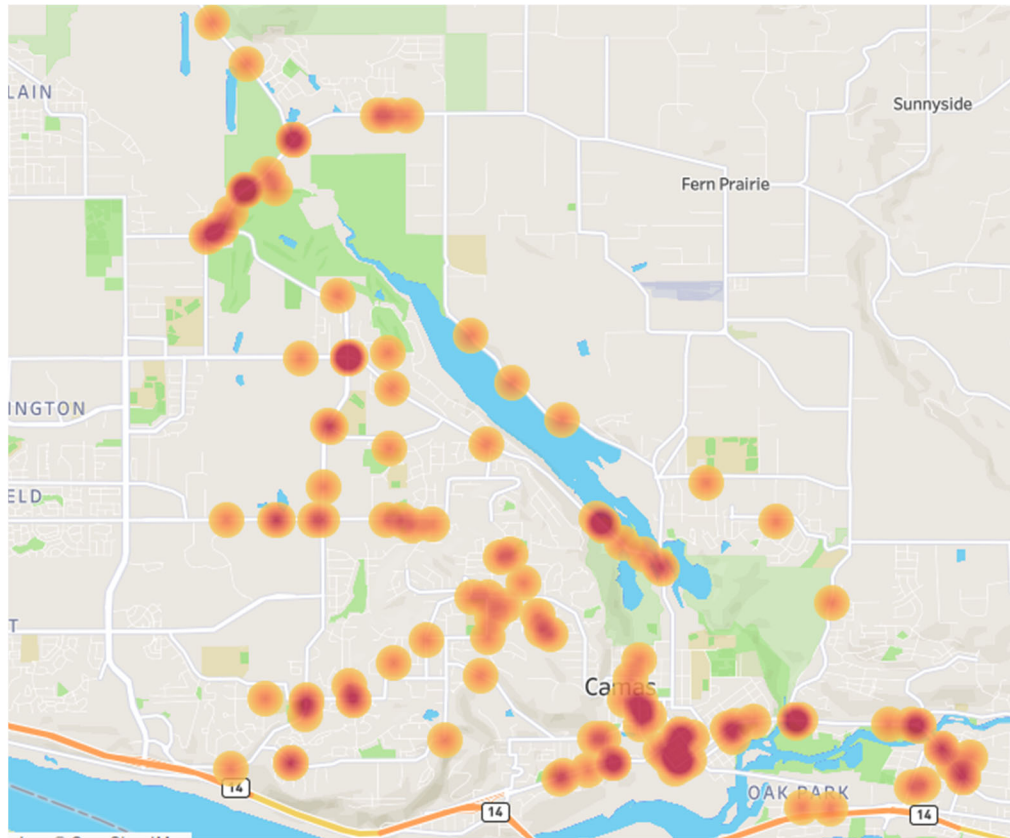 LAIN
Sunnyside
Fern Prairie
INGTON
ELD
T
Camas
14
OAK PARK
14
14